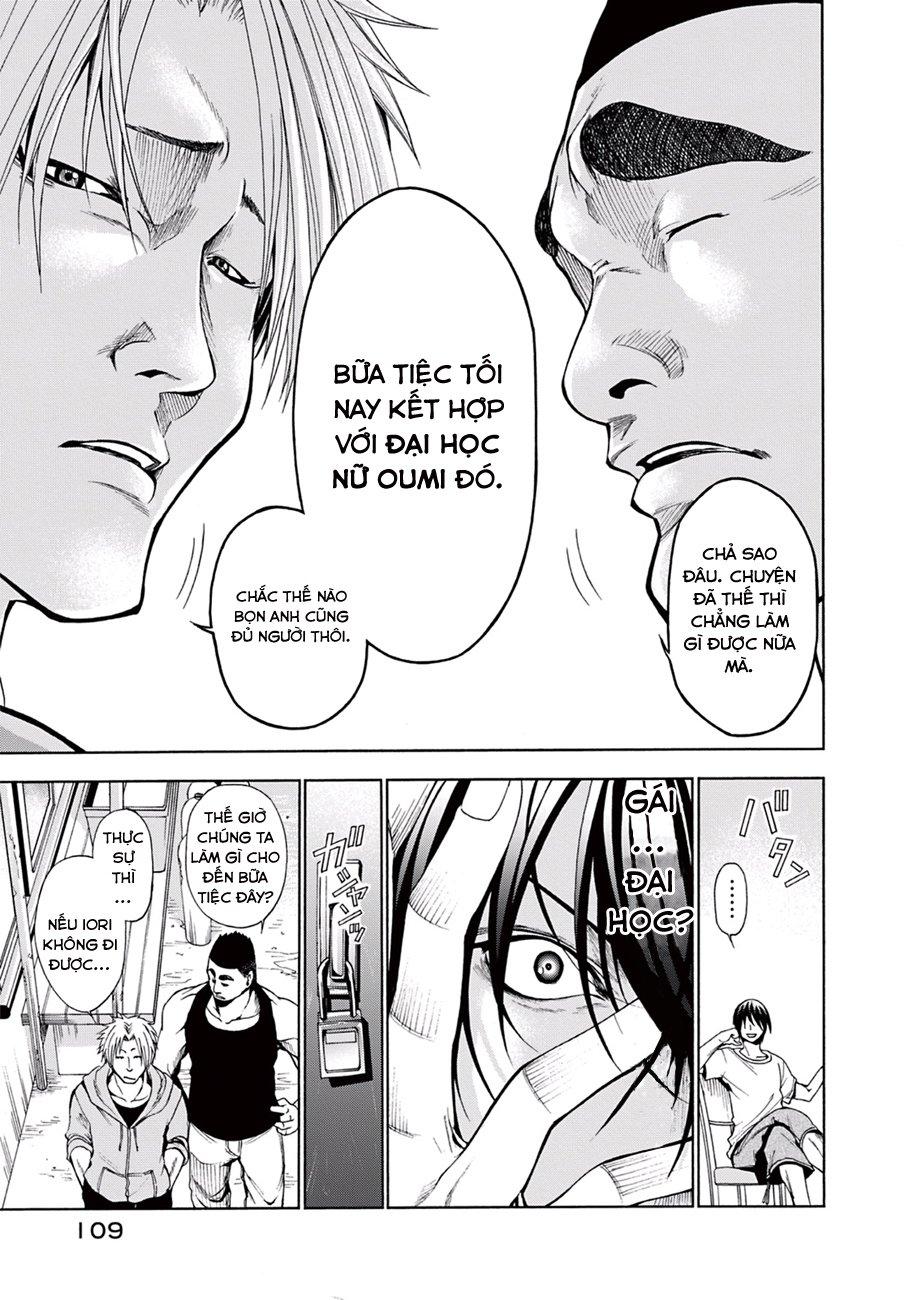 CHẢ SAO
ĐÂU. CHUYỆN
ĐÃ THẾ THÌ
CHẲNG LÀM
GÌ ĐƯỢC NỮA
MÀ.
BỮA TIỆC TỐI
NAY KẾT HỢP
VỚI ĐẠI HỌC
NỮ OUMI ĐÓ.
CHẮC THẾ NÀO
BỌN ANH CŨNG
ĐỦ NGƯỜI THÔI.
バタン
......
GÁI
...
ĐẠI
HỌC?
ガシャン
THẾ GIỜ
CHÚNG TA
LÀM GÌ CHO
ĐẾN BỮA
TIỆC ĐÂY?
THỰC
SỰ
THÌ
...
NẾU IORI
KHÔNG ĐI
ĐƯỢC...
109